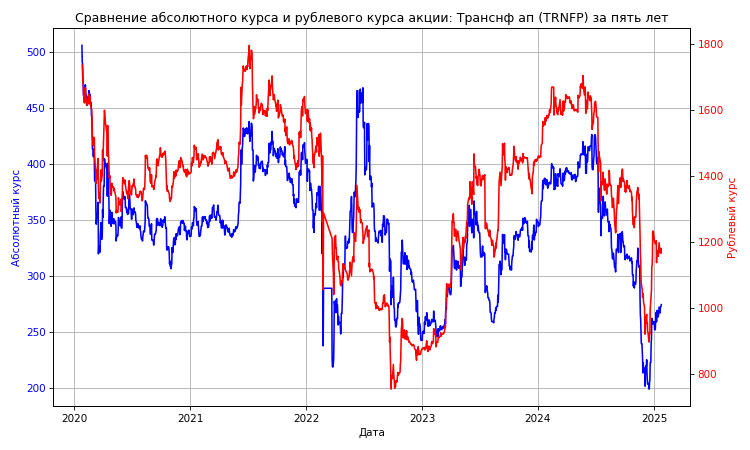 Сравнение абсолютного курса и рублевого курса акции: Транснф ап (TRNFP) за пять лет
Абсолютный курс
500
450
400
350
300
250
200
1800
1600
1400
1200
1000
800
Рублевый курс
2020 2021 2022 2023 2024 2025
Дата